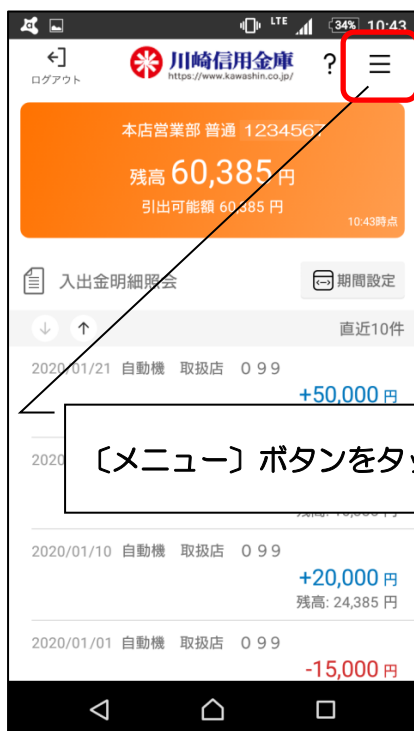 LTE 34% 10:43
ログアウト
川崎信用金庫
https://www.kawashin.co.jp/
?
本店営業部 普通 1234567
残高 60,385 円
引出可能額 60,385 円
10:43時点
入出金明細照会
期間設定
直近10件
2020/01/21 自動機 取扱店 099
+50,000 円
2020
〔メニュー〕ボタンをタッ
2020/01/10 自動機 取扱店 099
+20,000 円
残高: 24,385 円
2020/01/01 自動機 取扱店 099
-15,000 円